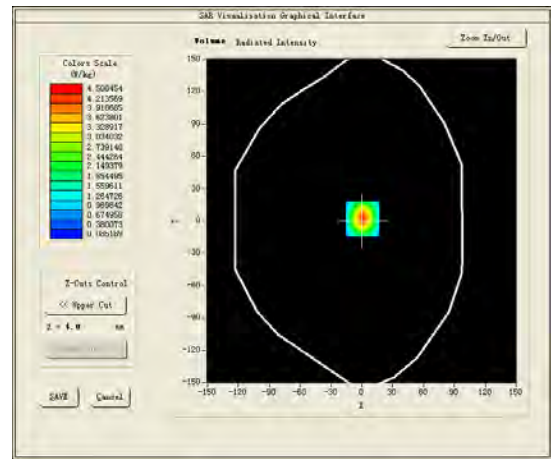 SAR Visualisation Graphical Interface
Volume Radiated Intensity
Zoom In/Out
Colors Scale
(W/kg)
4.508454
4.213569
3.918685
3.623801
3.328917
3.034032
2.739148
2.444264
2.149379
1.854495
1.559611
1.264726
0.969842
0.674958
0.380073
0.085189
Z-Cuts Control
<< Upper Cut
Z = 4.0 mm
SAVE
Cancel
150
120
90
60
30
0
-30
-60
-90
-120
-150
Y
-150 -120 -90 -60 -30 0 30 60 90 120 150
X